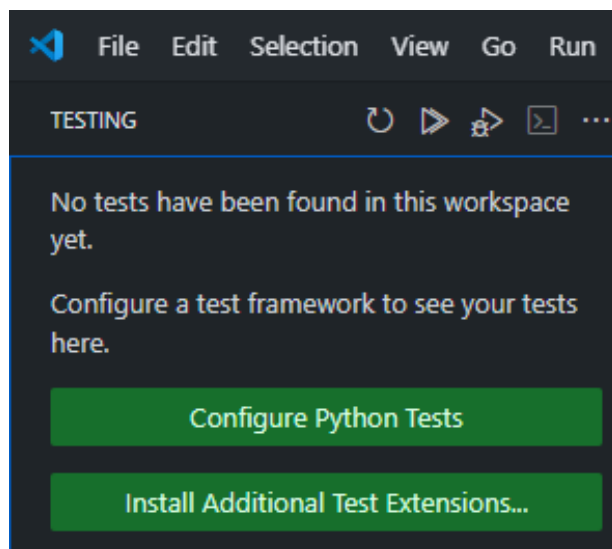 File Edit Selection View Go Run
TESTING
No tests have been found in this workspace
yet.
Configure a test framework to see your tests
here.
Configure Python Tests
Install Additional Test Extensions...